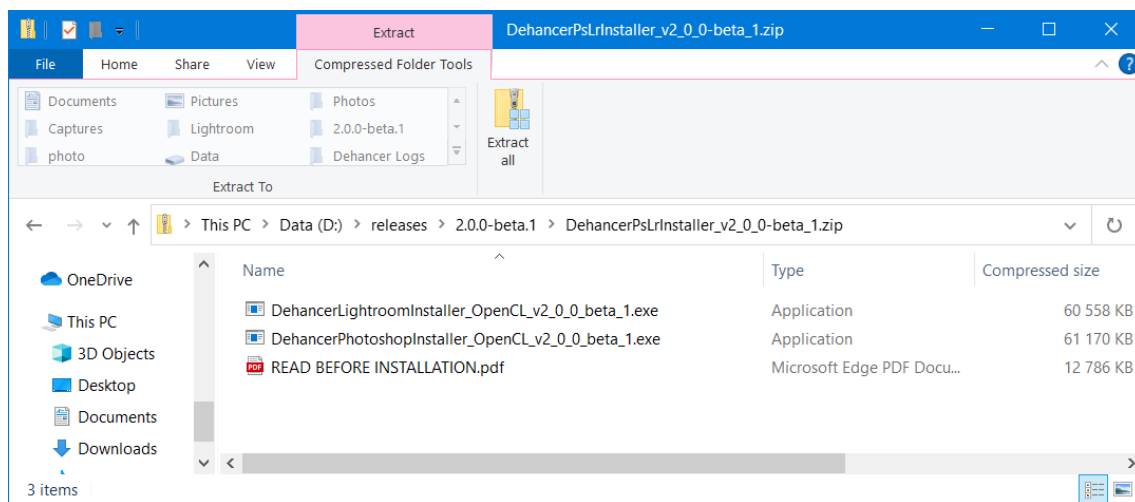 Extract
DehancerPsLrInstaller_v2_0_0-beta_1.zip
File Home Share View Compressed Folder Tools
Documents Pictures Photos
Captures Lightroom 2.0.0-beta.1
photo Data Dehancer Logs
Extract all
Extract To
This PC > Data (D:) > releases > 2.0.0-beta.1 > DehancerPsLrInstaller_v2_0_0-beta_1.zip
Name Type Compressed size
OneDrive
This PC
3D Objects
Desktop
Documents
Downloads
DehancerLightroomInstaller_OpenCL_v2_0_0_beta_1.exe Application 60 558 KB
DehancerPhotoshopInstaller_OpenCL_v2_0_0_beta_1.exe Application 61 170 KB
PDF READ BEFORE INSTALLATION.pdf Microsoft Edge PDF Docu... 12 786 KB
3 items